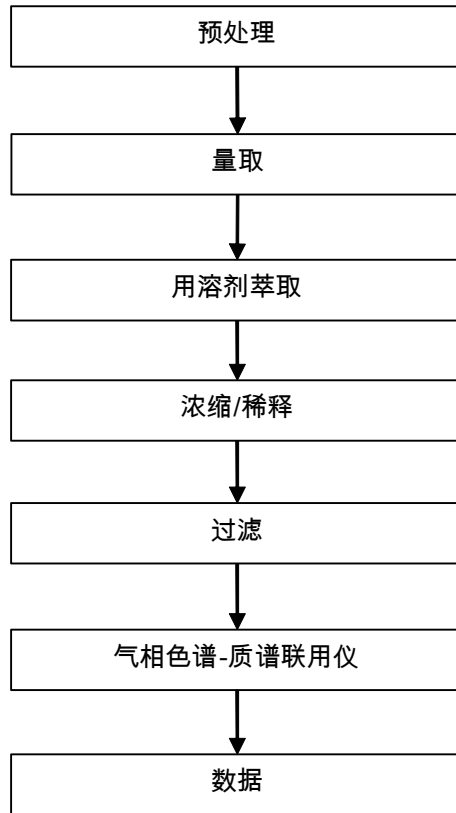 预处理
量取
用溶剂萃取
浓缩/稀释
过滤
气相色谱-质谱联用仪
数据